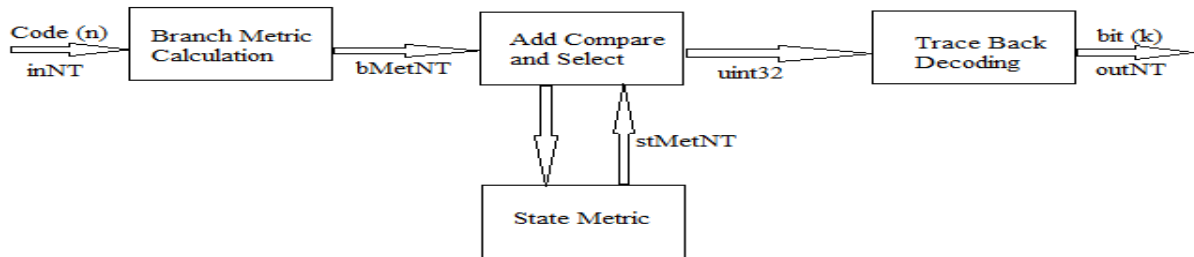 Code (n)
inNT
Branch Metric
Calculation
bMetNT
Add Compare
and Select
uint32
Trace Back
Decoding
bit (k)
outNT
stMetNT
State Metric